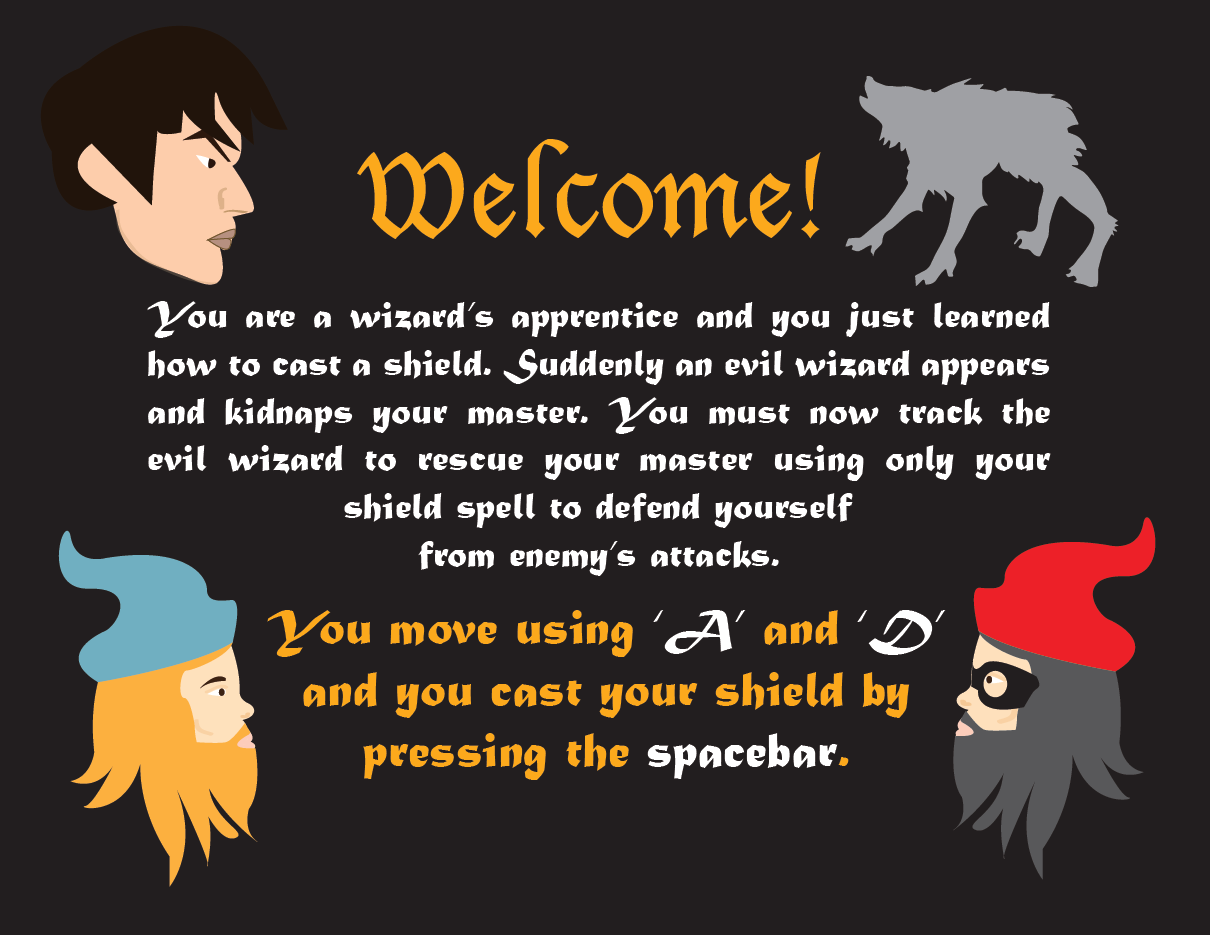 Welcome!
You are a wizard's apprentice and you just learned
how to cast a shield. Suddenly an evil wizard appears
and kidnaps your master. You must now track the
evil wizard to rescue your master using only your
shield spell to defend yourself
from enemy's attacks.
You move using 'A' and 'D'
and you cast your shield by
pressing the spacebar.